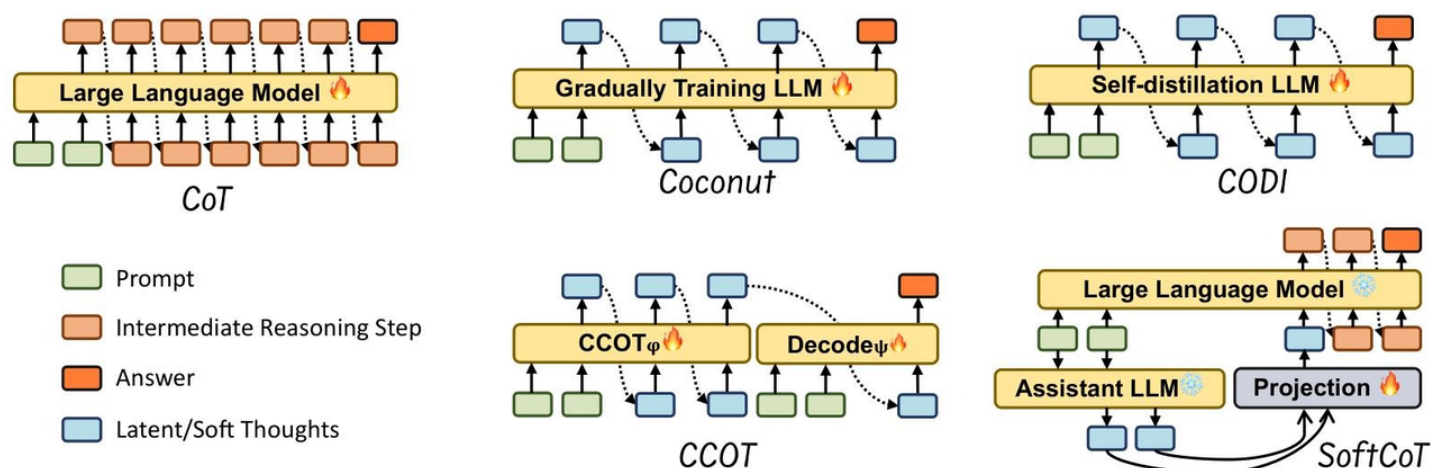 Large Language Model
CoT
Gradually Training LLM
Coconut
Self-distillation LLM
CODI
Prompt
Intermediate Reasoning Step
Answer
Latent/Soft Thoughts
CCOTφ
Decodeψ
CCOT
Large Language Model
Assistant LLM
Projection
SoftCoT